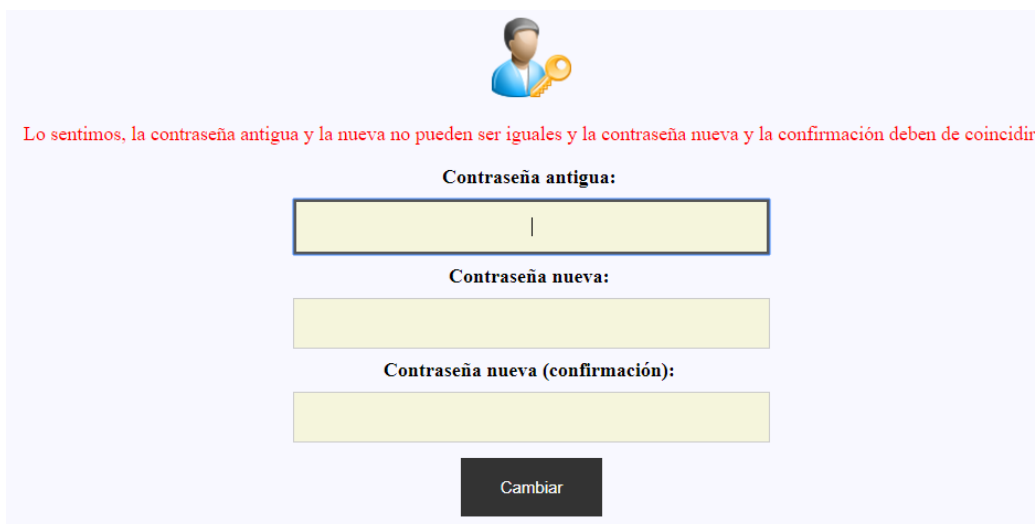 Lo sentimos, la contraseña antigua y la nueva no pueden ser iguales y la contraseña nueva y la confirmación deben de coincidir
Contraseña antigua:
Contraseña nueva:
Contraseña nueva (confirmación):
Cambiar